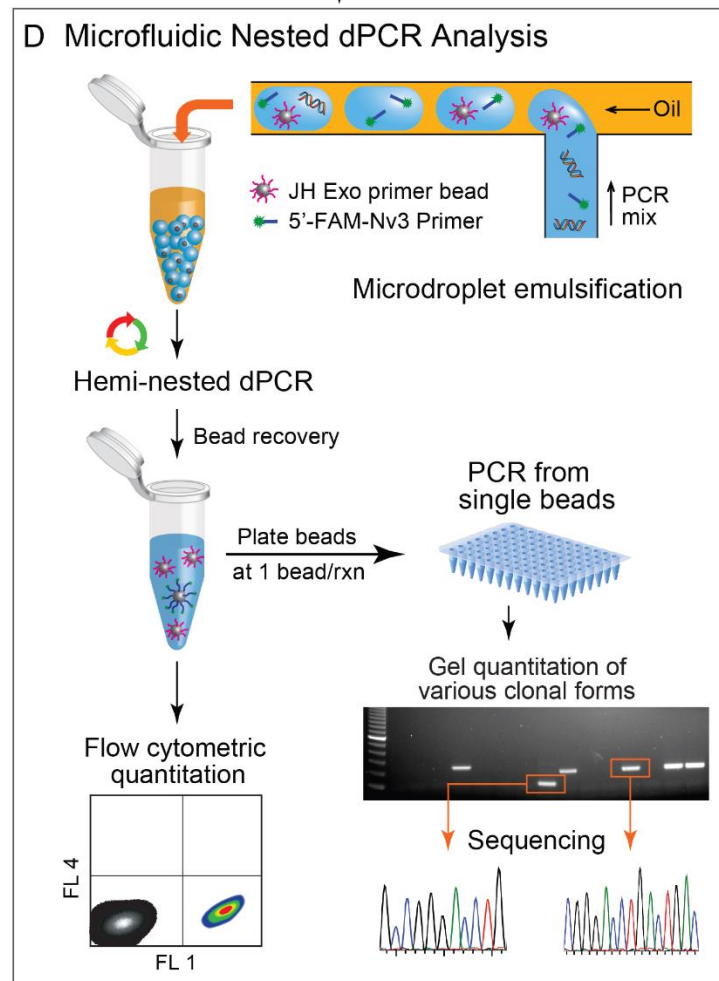 D Microfluidic Nested dPCR Analysis
Oil
JH Exo primer bead
5'-FAM-Nv3 Primer
PCR
mix
Microdroplet emulsification
Hemi-nested dPCR
Bead recovery
Plate beads
at 1 bead/rxn
PCR from
single beads
Gel quantitation of
various clonal forms
Flow cytometric
quantitation
FL 4
FL 1
Sequencing